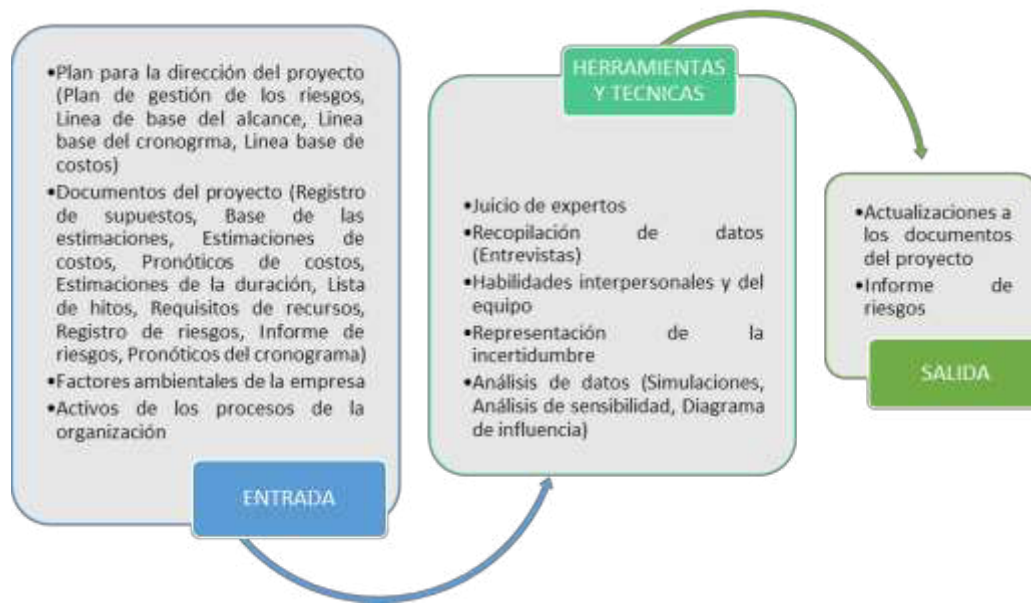 •Plan para la dirección del proyecto
(Plan de gestión de los riesgos,
Linea de base del alcance, Linea
base del cronogrma, Linea base de
costos)
•Documentos del proyecto (Registro
de supuestos, Base de las
estimaciones, Estimaciones de
costos, Pronóticos de costos,
Estimaciones de la duración, Lista
de hitos, Requisitos de recursos,
Registro de riesgos, Informe de
riesgos, Pronóticos del cronograma)
•Factores ambientales de la empresa
•Activos de los procesos de la
organización
ENTRADA
HERRAMIENTAS
Y TECNICAS
•Juicio de expertos
•Recopilación de datos
(Entrevistas)
•Habilidades interpersonales y del
equipo
•Representación de la
incertidumbre
•Análisis de datos (Simulaciones,
Análisis de sensibilidad, Diagrama
de influencia)
•Actualizaciones a
los documentos
del proyecto
•Informe de
riesgos
SALIDA